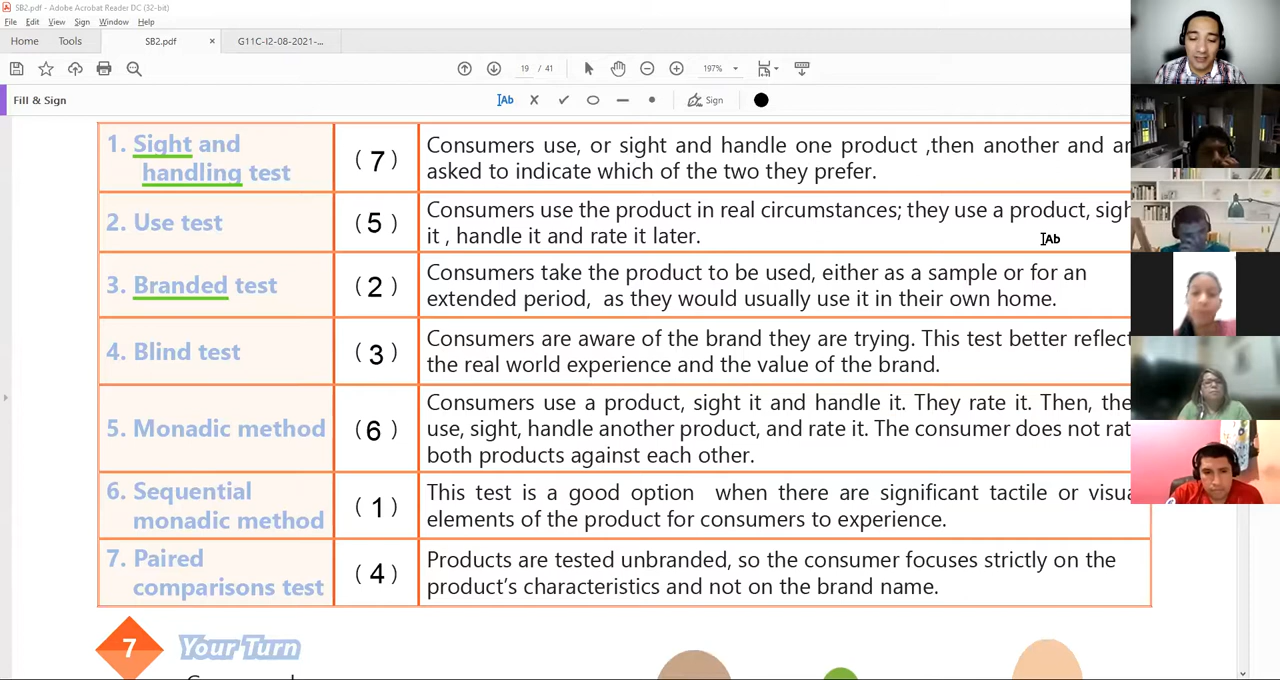 SB2.pdf - Adobe Acrobat Reader DC (32-bit)
File Edit View Sign Window Help
Home Tools SB2.pdf × G11C-I2-08-2021-...
19 / 41 197%
Fill & Sign Ab Sign
1. Sight and
handling test
(7)
Consumers use, or sight and handle one product ,then another and
asked to indicate which of the two they prefer.
2. Use test
(5)
Consumers use the product in real circumstances; they use a product,
it , handle it and rate it later.
Ab
3. Branded test
(2)
Consumers take the product to be used, either as a sample or for an
extended period, as they would usually use it in their own home.
4. Blind test
(3)
Consumers are aware of the brand they are trying. This test better reflect
the real world experience and the value of the brand.
5. Monadic method
(6)
Consumers use a product, sight it and handle it. They rate it. Then, the
use, sight, handle another product, and rate it. The consumer does not rat
both products against each other.
6. Sequential
monadic method
(1)
This test is a good option when there are significant tactile or visua
elements of the product for consumers to experience.
7. Paired
comparisons test
(4)
Products are tested unbranded, so the consumer focuses strictly on the
product's characteristics and not on the brand name.
7 Your Turn